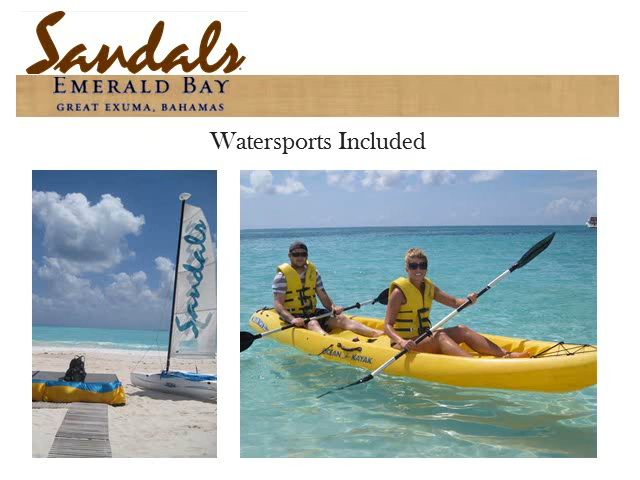 Sandals
EMERALD BAY
GREAT EXUMA, BAHAMAS
Watersports Included
Sandals
OCEAN KAYAK